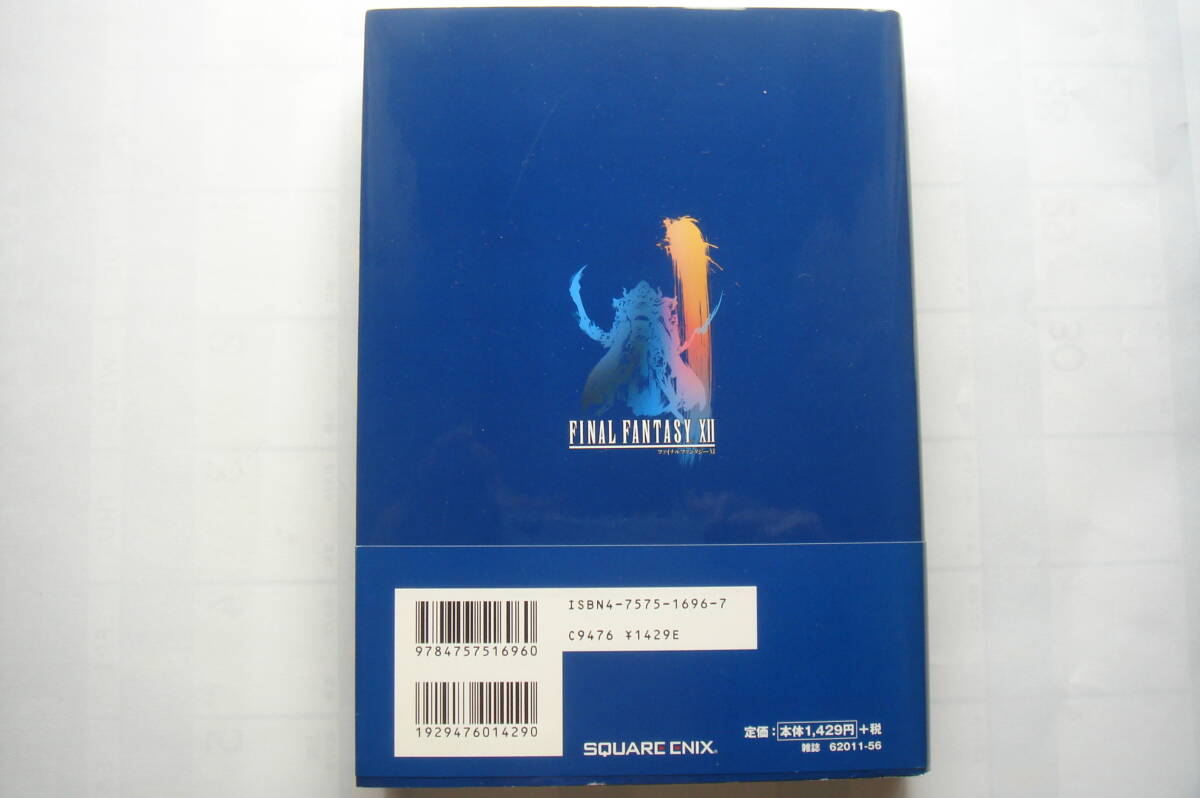 FINAL FANTASY XII
ファイナルファンタジーXII
ISBN4-7575-1696-7
C9476 ¥1429E
9784757516960
1929476014290
SQUARE ENIX.
定価：本体1,429円+税
雑誌 62011-56
30